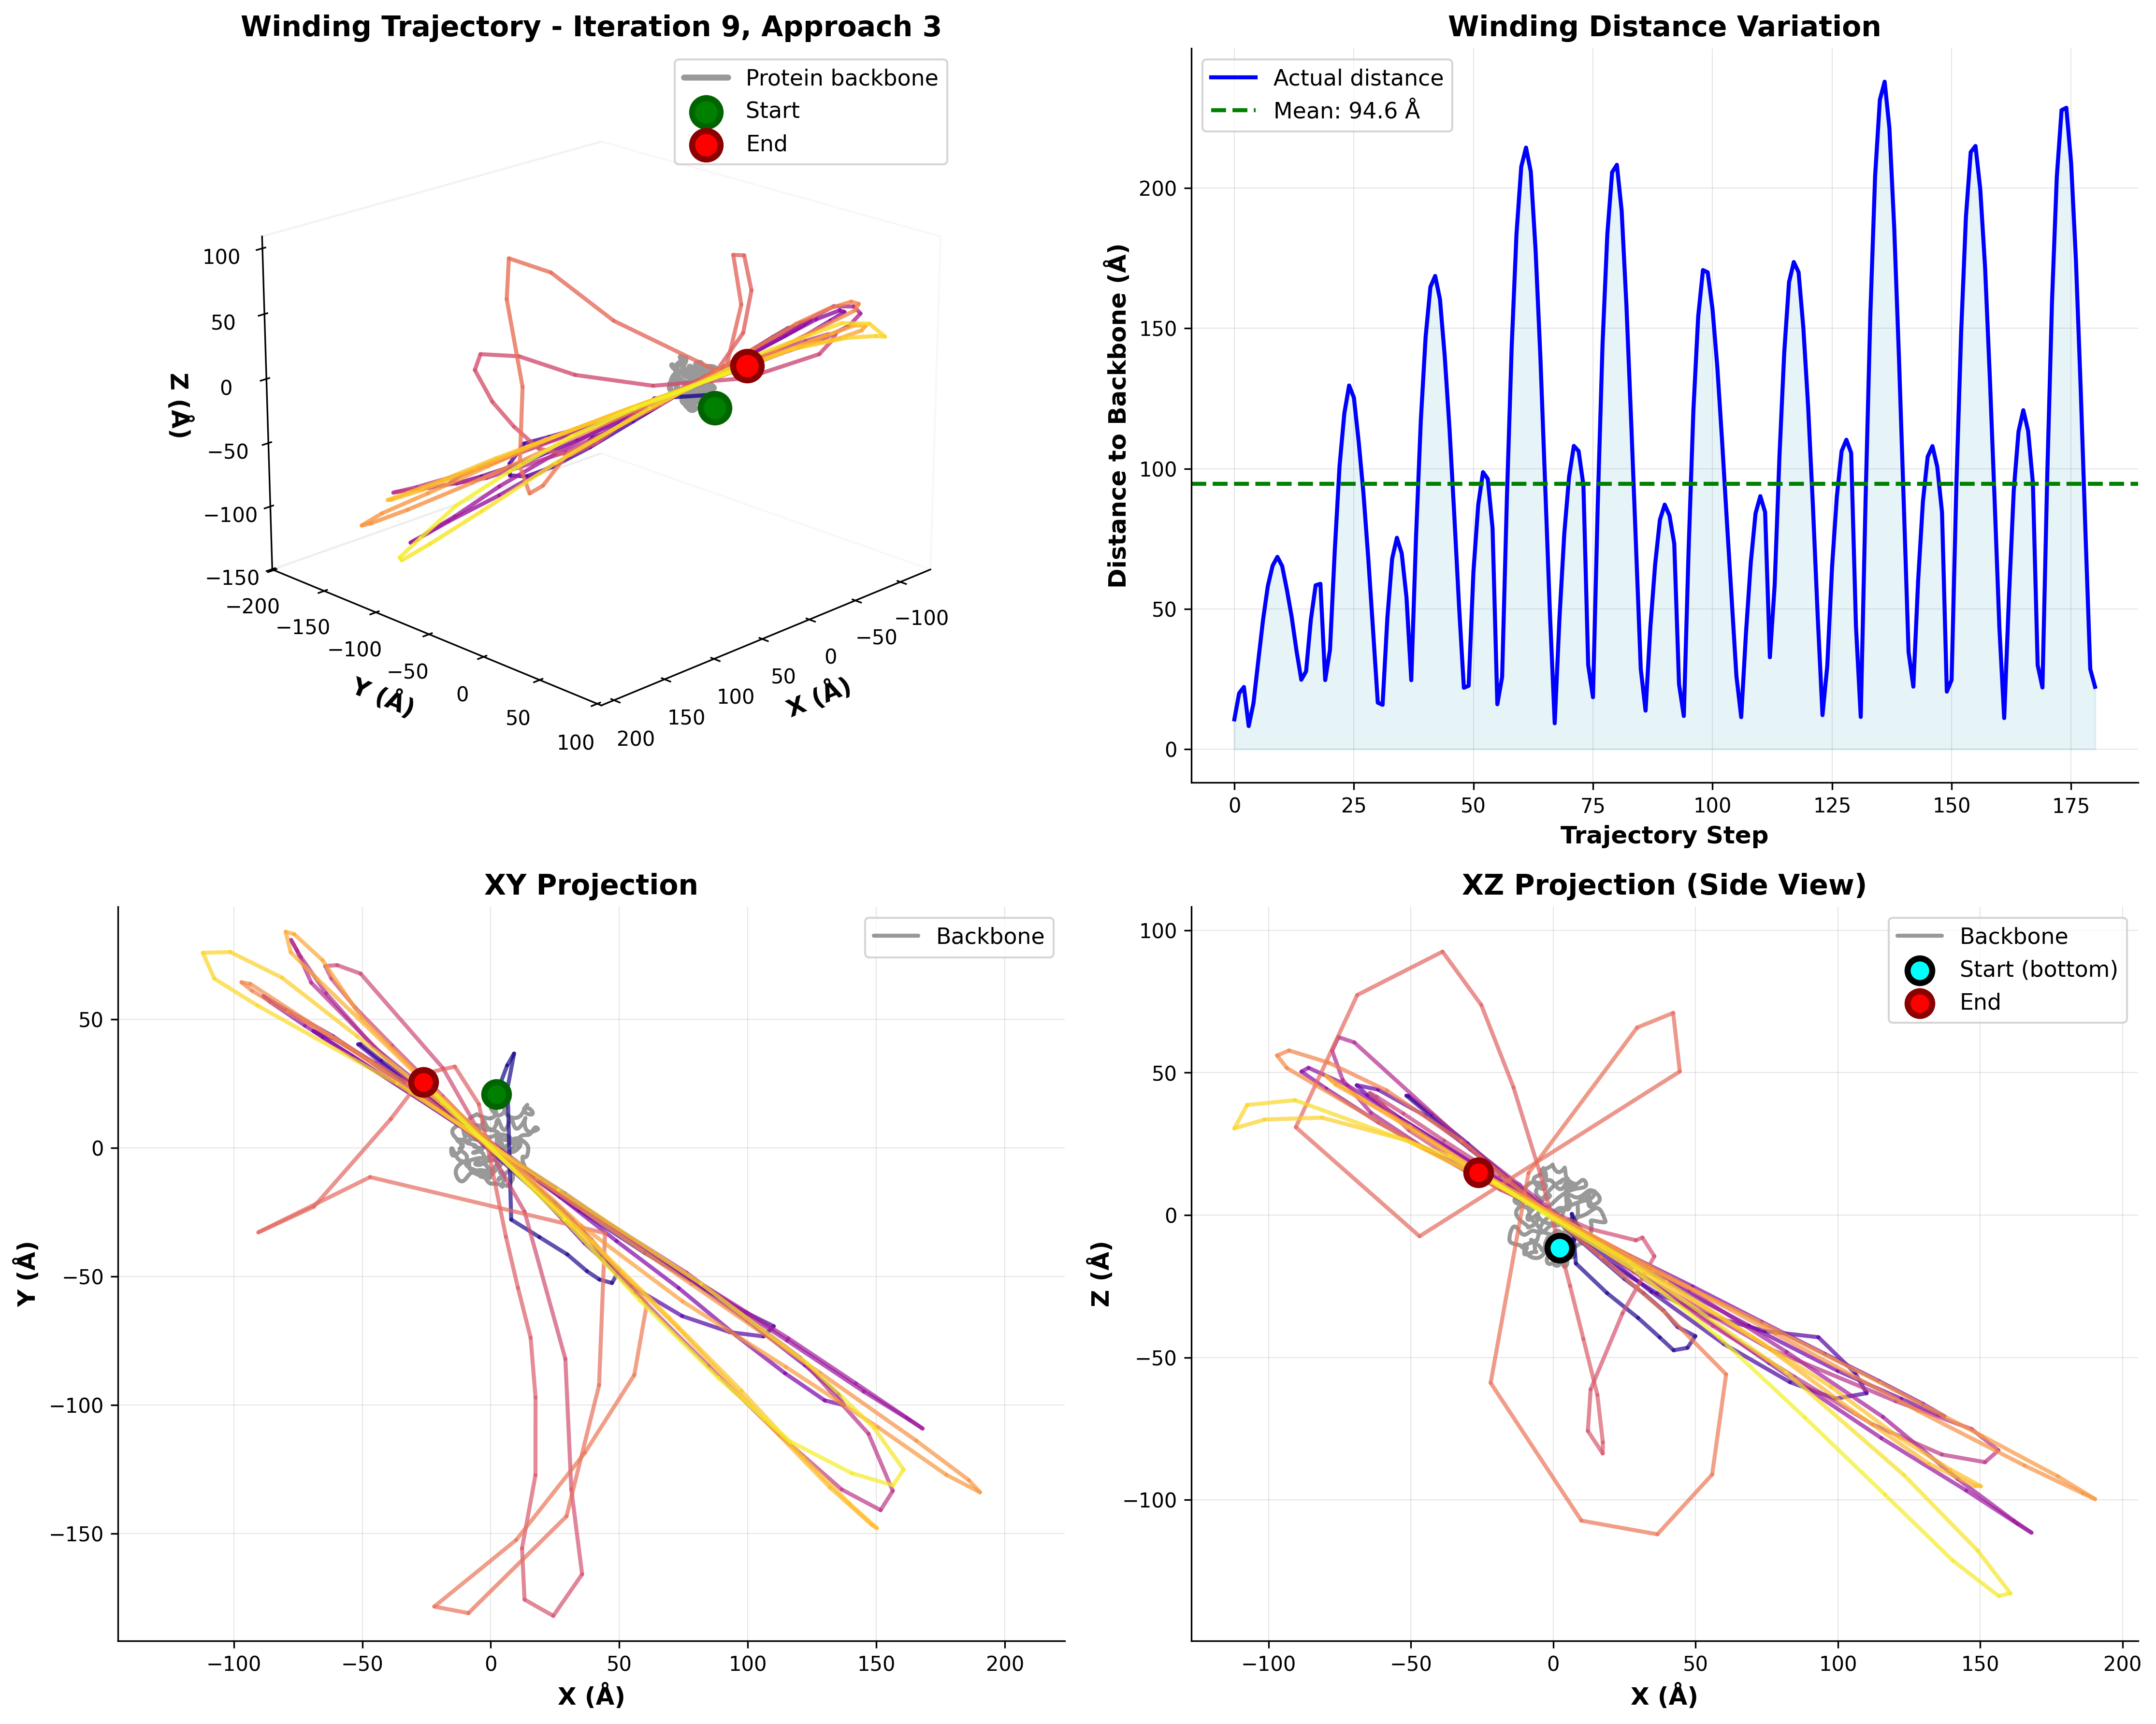 Winding Trajectory - Iteration 9, Approach 3
Protein backbone
Start
End
100
50
0
−50
−100
−150
Z (Å)
−200
−150
−100
−50
0
50
100
Y (Å)
200
150
100
50
0
−50
−100
X (Å)
Winding Distance Variation
Actual distance
Mean: 94.6 Å
200
150
100
50
0
Distance to Backbone (Å)
0 25 50 75 100 125 150 175
Trajectory Step
XY Projection
Backbone
50
0
−50
−100
−150
Y (Å)
−100 −50 0 50 100 150 200
X (Å)
XZ Projection (Side View)
Backbone
Start (bottom)
End
100
50
0
−50
−100
Z (Å)
−100 −50 0 50 100 150 200
X (Å)